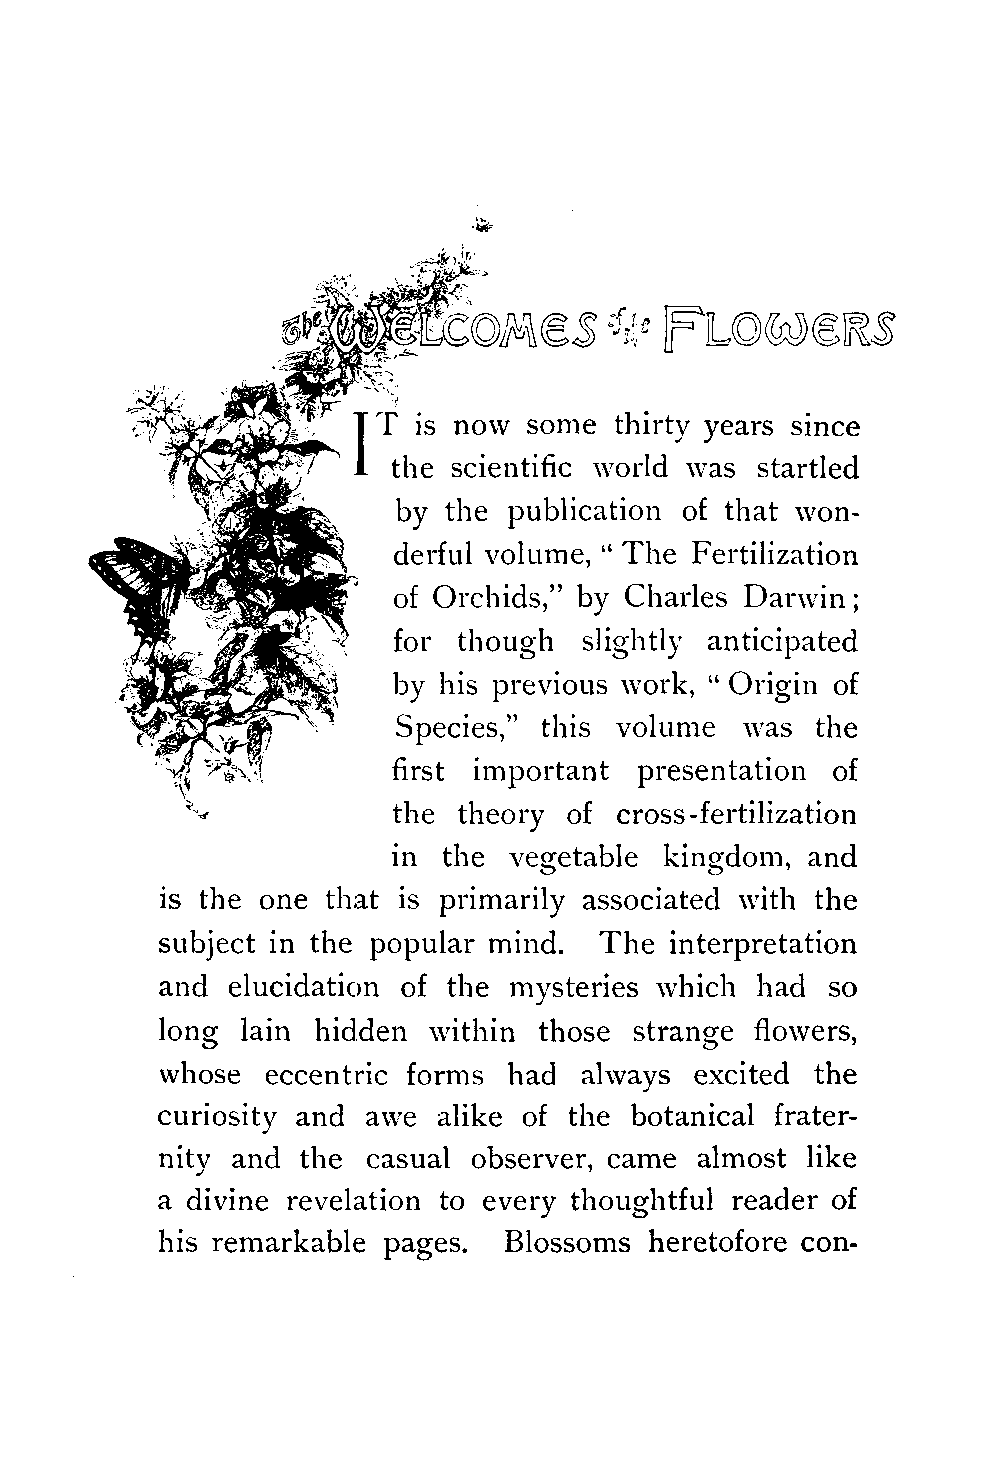 The Welcomes of the Flowers
IT is now some thirty years since
the scientific world was startled
by the publication of that won-
derful volume, “ The Fertilization
of Orchids,” by Charles Darwin ;
for though slightly anticipated
by his previous work, “ Origin of
Species,” this volume was the
first important presentation of
the theory of cross-fertilization
in the vegetable kingdom, and
is the one that is primarily associated with the
subject in the popular mind. The interpretation
and elucidation of the mysteries which had so
long lain hidden within those strange flowers,
whose eccentric forms had always excited the
curiosity and awe alike of the botanical frater-
nity and the casual observer, came almost like
a divine revelation to every thoughtful reader of
his remarkable pages. Blossoms heretofore con-